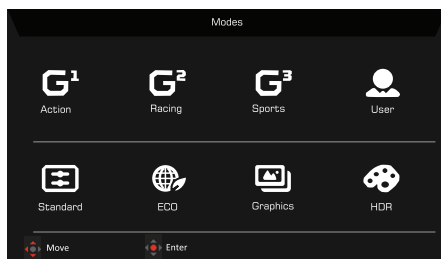 Modes
G¹ G² G³
Action Racing Sports User
Standard ECO Graphics HDR
Move Enter